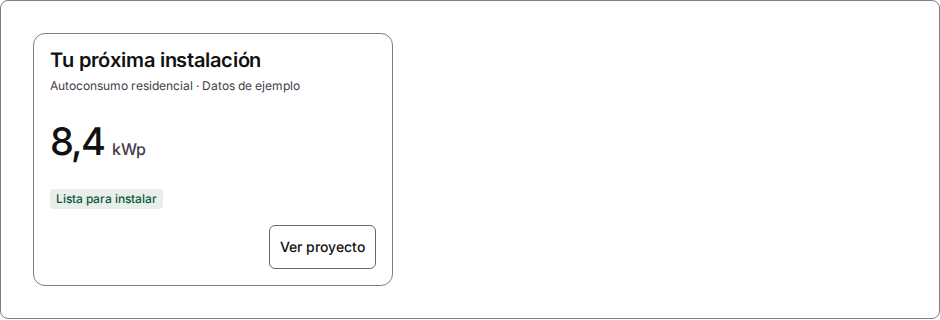 Tu próxima instalación
Autoconsumo residencial · Datos de ejemplo
8,4 kWp
Lista para instalar
Ver proyecto